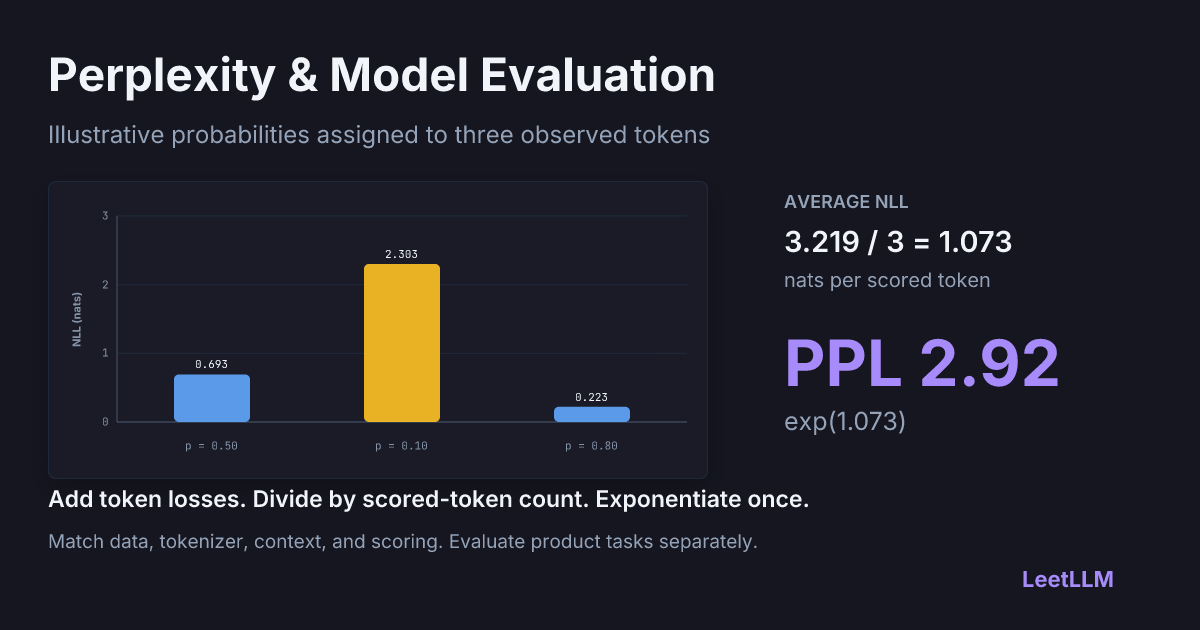 Perplexity & Model Evaluation
Illustrative probabilities assigned to three observed tokens
NLL (nats)
3
2
1
0
0.693
2.303
0.223
p = 0.50
p = 0.10
p = 0.80
AVERAGE NLL
3.219 / 3 = 1.073
nats per scored token
PPL 2.92
exp(1.073)
Add token losses. Divide by scored-token count. Exponentiate once.
Match data, tokenizer, context, and scoring. Evaluate product tasks separately.
LeetLLM